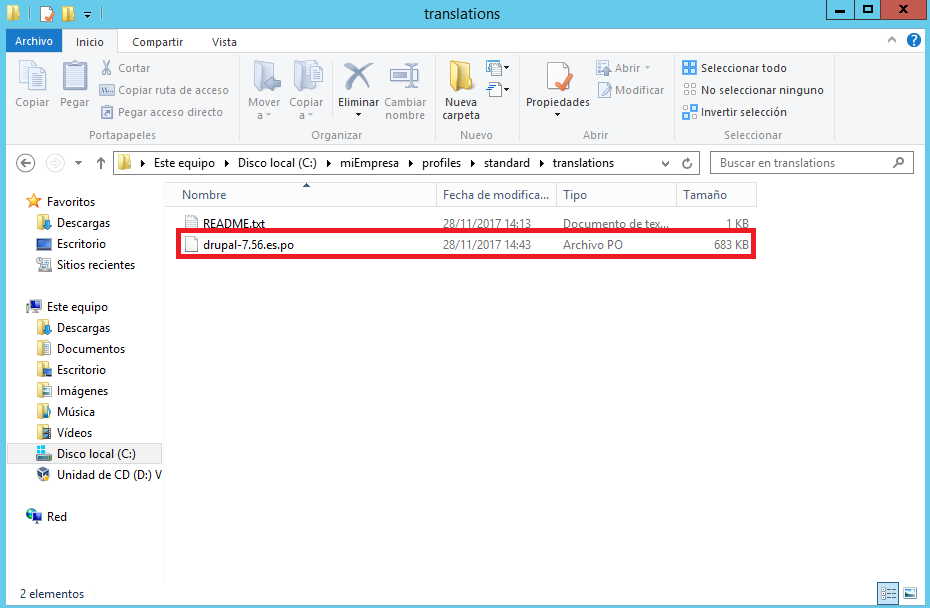 translations
Archivo Inicio Compartir Vista
Copiar Pegar Cortar Copiar ruta de acceso Pegar acceso directo
Portapapeles
Mover a Copiar a Eliminar Cambiar nombre
Organizar
Nueva carpeta
Nuevo
Propiedades Abrir Modificar
Abrir
Seleccionar todo
No seleccionar ninguno
Invertir selección
Seleccionar
Este equipo Disco local (C:) miEmpresa profiles standard translations
Buscar en translations
Nombre Fecha de modifica... Tipo Tamaño
README.txt 28/11/2017 14:13 Documento de tex... 1 KB
drupal-7.56.es.po 28/11/2017 14:43 Archivo PO 683 KB
Favoritos
Descargas
Escritorio
Sitios recientes
Este equipo
Descargas
Documentos
Escritorio
Imágenes
Música
Vídeos
Disco local (C:)
Unidad de CD (D:) V
Red
2 elementos